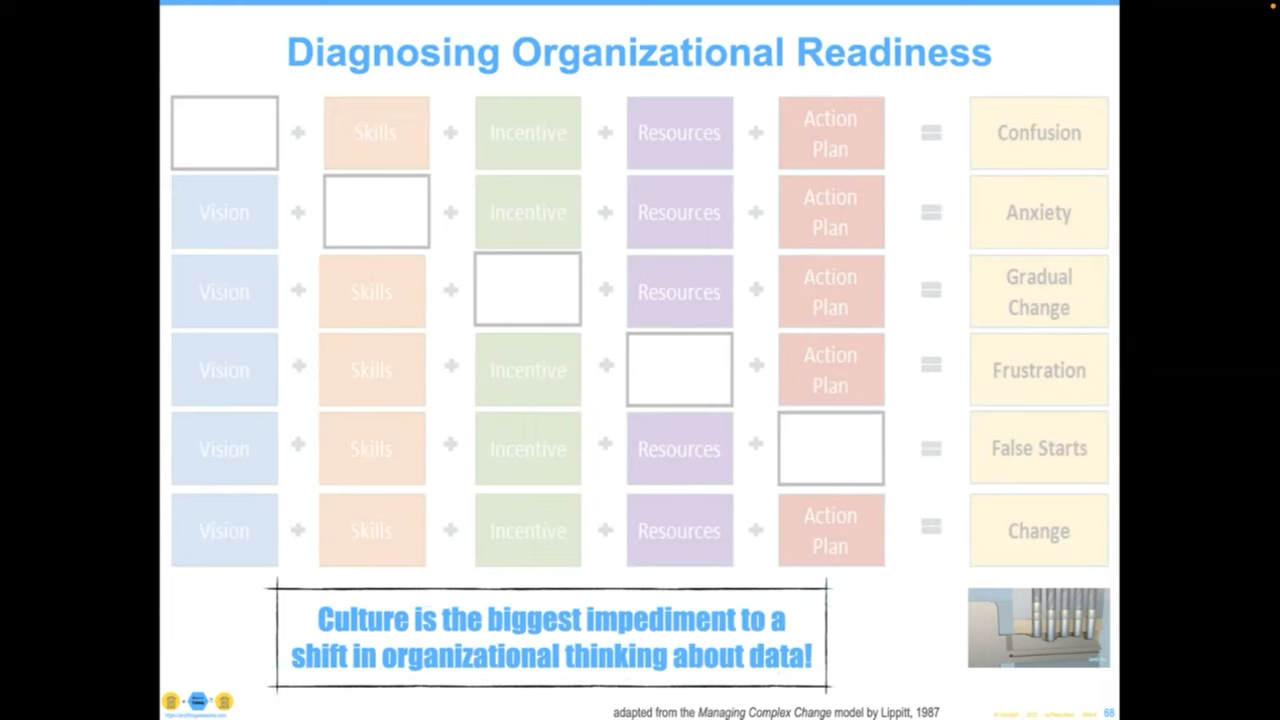 Diagnosing Organizational Readiness
Skills Incentive Resources Action Plan Confusion
Vision Incentive Resources Action Plan Anxiety
Vision Skills Resources Action Plan Gradual Change
Vision Skills Incentive Action Plan Frustration
Vision Skills Incentive Resources False Starts
Vision Skills Incentive Resources Action Plan Change
Culture is the biggest impediment to a
shift in organizational thinking about data!
adapted from the Managing Complex Change model by Lippitt, 1987
68